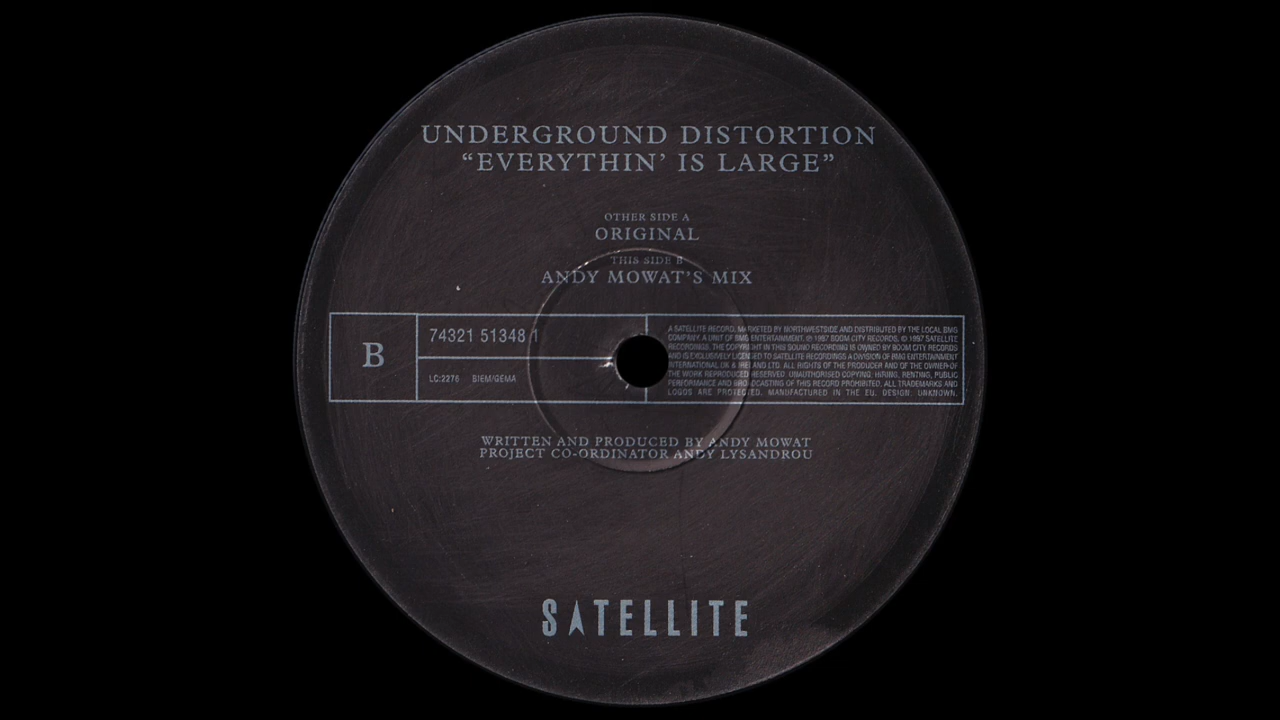 UNDERGROUND DISTORTION
“EVERYTHIN’ IS LARGE”
OTHER SIDE A
ORIGINAL
THIS SIDE B
ANDY MOWAT’S MIX
B
74321 51348 1
LC:2276 BIEM/GEMA
A SATELLITE RECORD, MARKETED BY NORTHWESTSIDE AND DISTRIBUTED BY THE LOCAL BMG
COMPANY. A UNIT OF BMG ENTERTAINMENT. ℗ 1997 BOOM CITY RECORDS, © 1997 SATELLITE
RECORDINGS. THE COPYRIGHT IN THIS SOUND RECORDING IS OWNED BY BOOM CITY RECORDS
AND IS EXCLUSIVELY LICENSED TO SATELLITE RECORDINGS A DIVISION OF BMG ENTERTAINMENT
INTERNATIONAL UK & IRELAND LTD. ALL RIGHTS OF THE PRODUCER AND OF THE OWNER OF
THE WORK REPRODUCED RESERVED. UNAUTHORISED COPYING, HIRING, RENTING, PUBLIC
PERFORMANCE AND BROADCASTING OF THIS RECORD PROHIBITED. ALL TRADEMARKS AND
LOGOS ARE PROTECTED. MANUFACTURED IN THE EU. DESIGN: UNKNOWN.
WRITTEN AND PRODUCED BY ANDY MOWAT
PROJECT CO-ORDINATOR ANDY LYSANDROU
SATELLITE